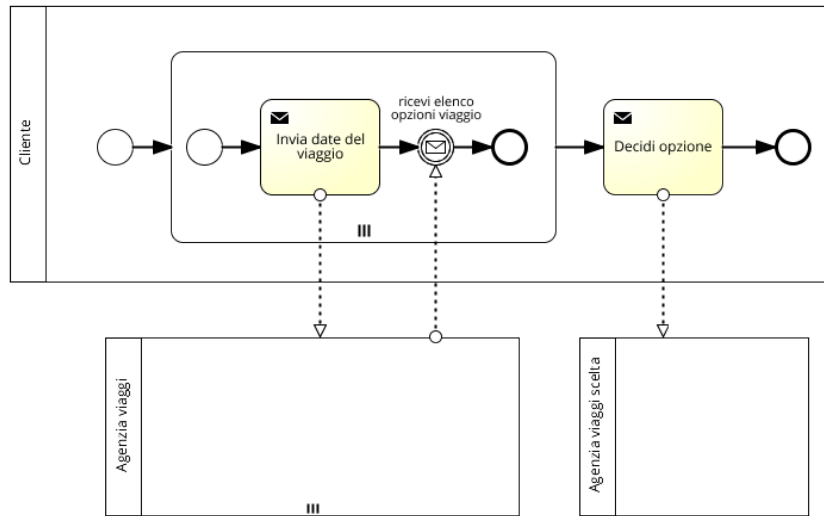 Cliente
Invia date del
viaggio
ricevi elenco
opzioni viaggio
Decidi opzione
Agenzia viaggi
Agenzia viaggi scelta